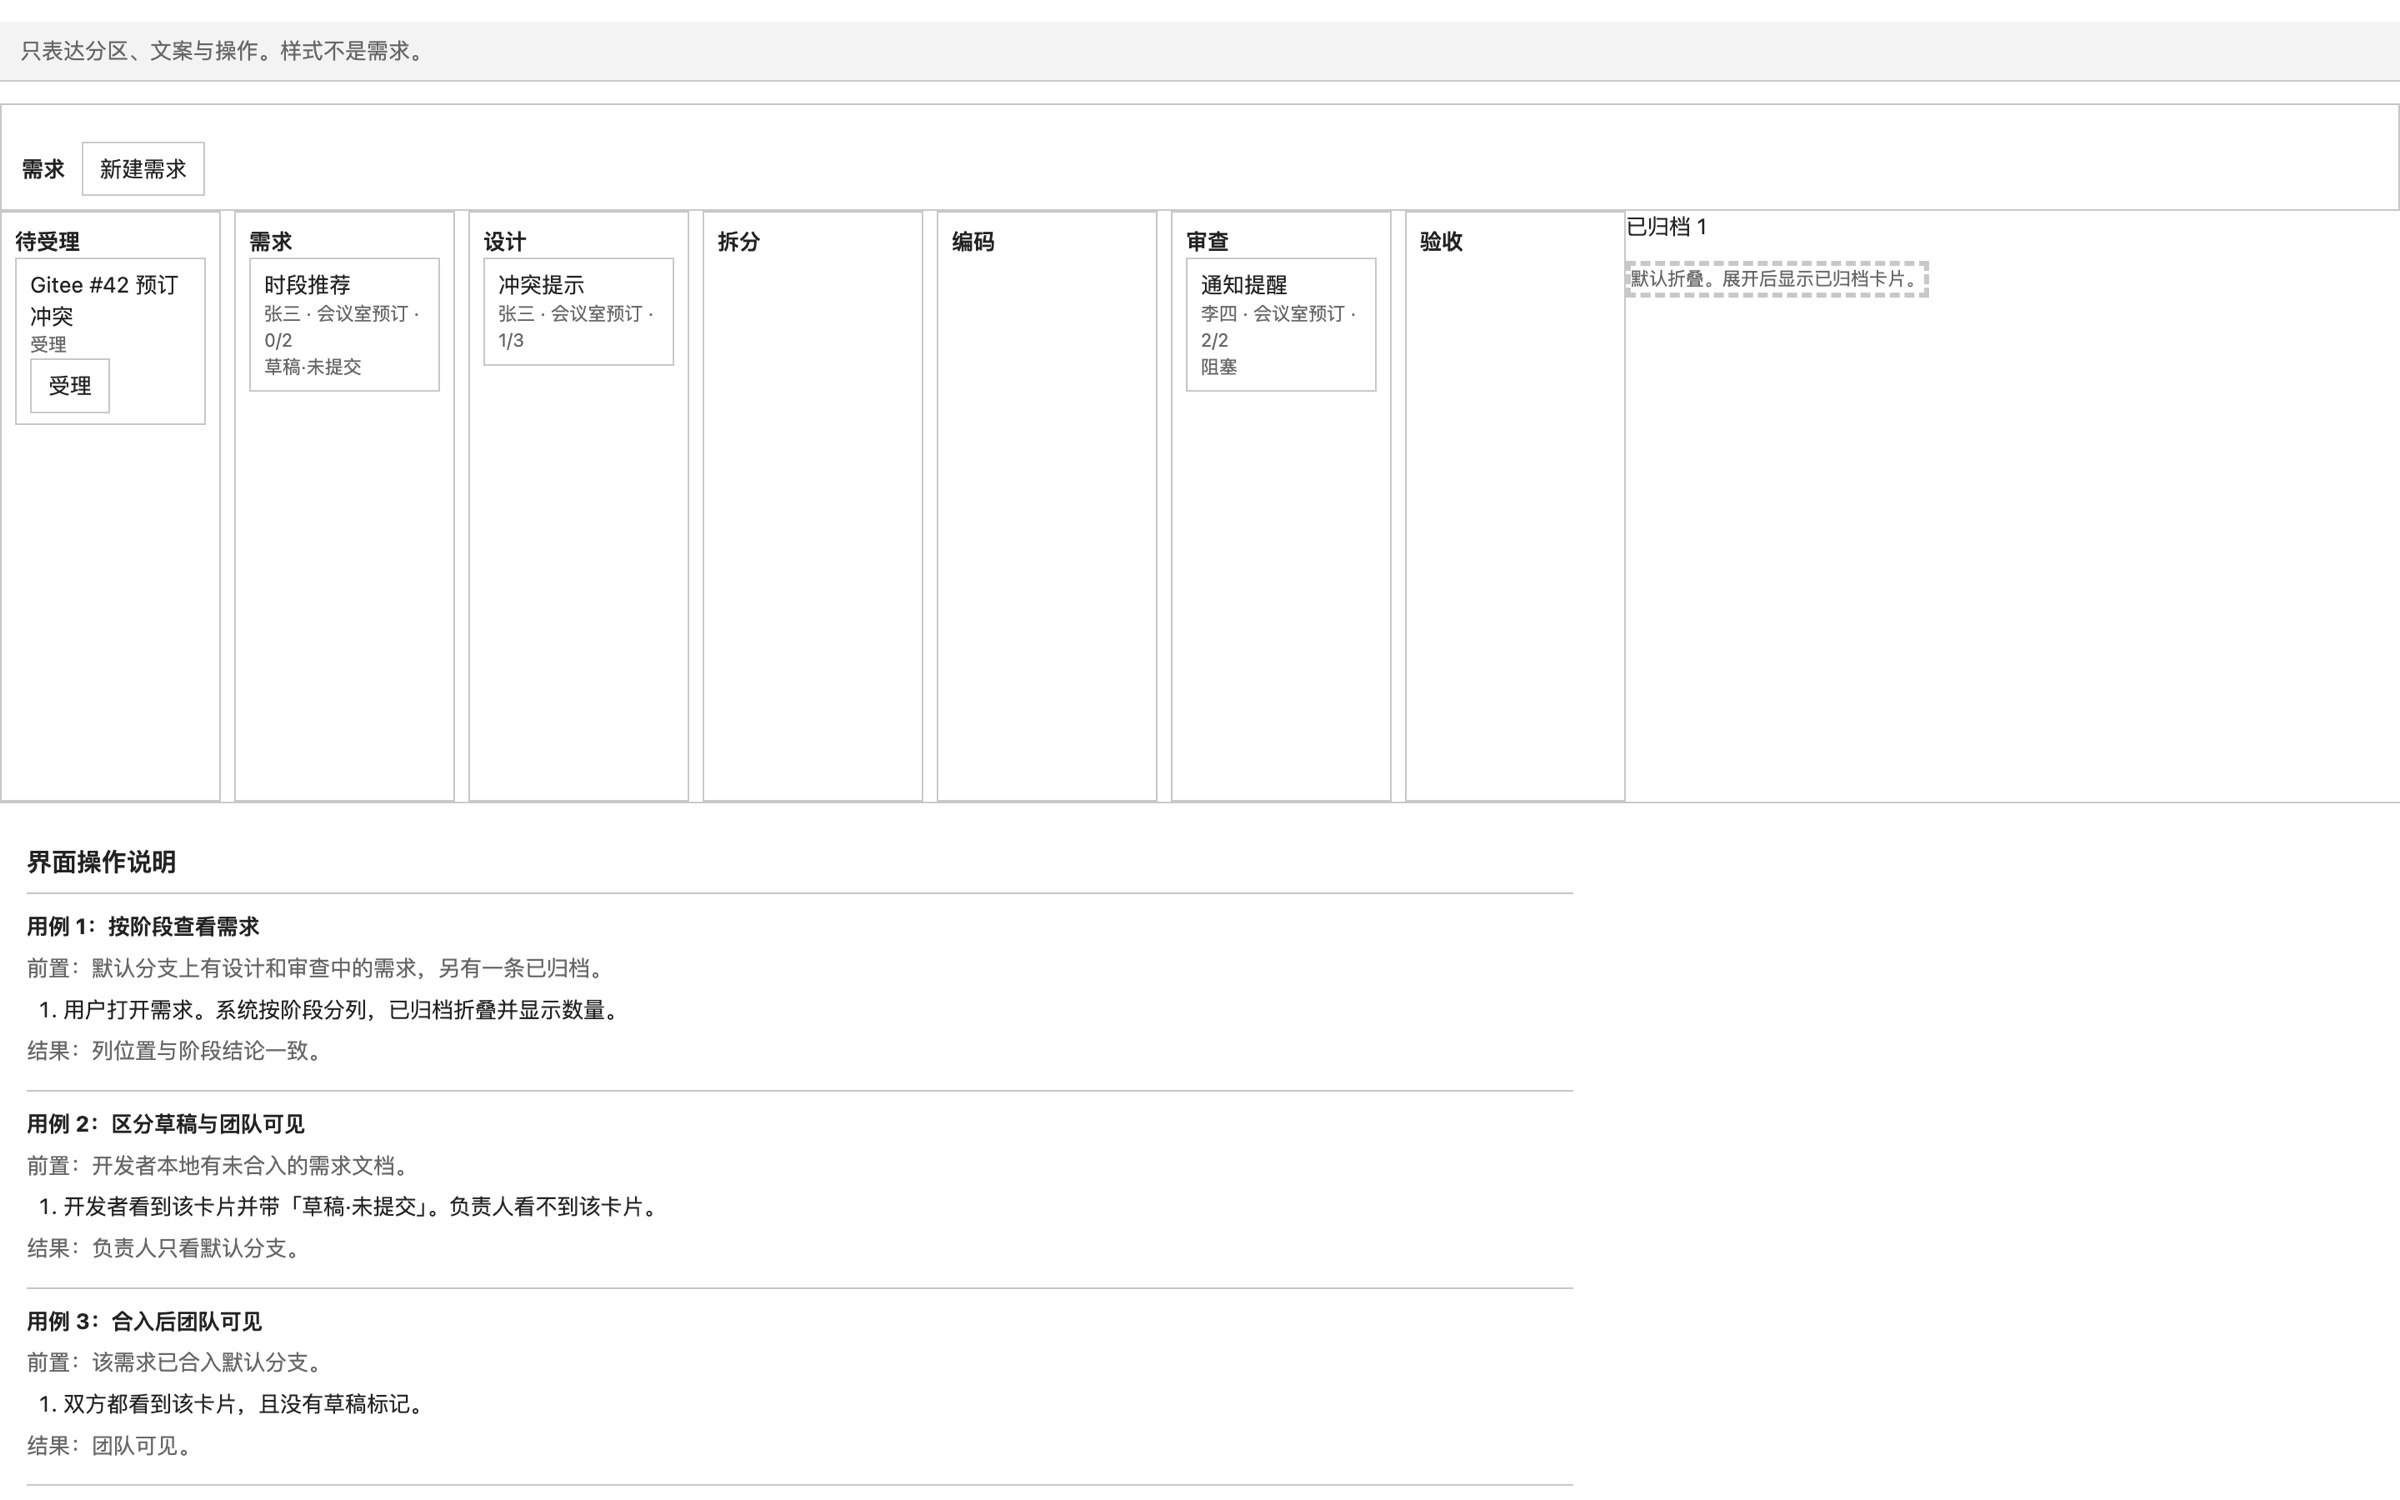 只表达分区、文案与操作。样式不是需求。
需求
新建需求
待受理
Gitee #42 预订
冲突
受理
受理
需求
时段推荐
张三 · 会议室预订 ·
0/2
草稿·未提交
设计
冲突提示
张三 · 会议室预订 ·
1/3
拆分
编码
审查
通知提醒
李四 · 会议室预订 ·
2/2
阻塞
验收
已归档 1
默认折叠。展开后显示已归档卡片。
界面操作说明
用例 1：按阶段查看需求
前置：默认分支上有设计和审查中的需求，另有一条已归档。
1. 用户打开需求。系统按阶段分列，已归档折叠并显示数量。
结果：列位置与阶段结论一致。
用例 2：区分草稿与团队可见
前置：开发者本地有未合入的需求文档。
1. 开发者看到该卡片并带「草稿·未提交」。负责人看不到该卡片。
结果：负责人只看默认分支。
用例 3：合入后团队可见
前置：该需求已合入默认分支。
1. 双方都看到该卡片，且没有草稿标记。
结果：团队可见。